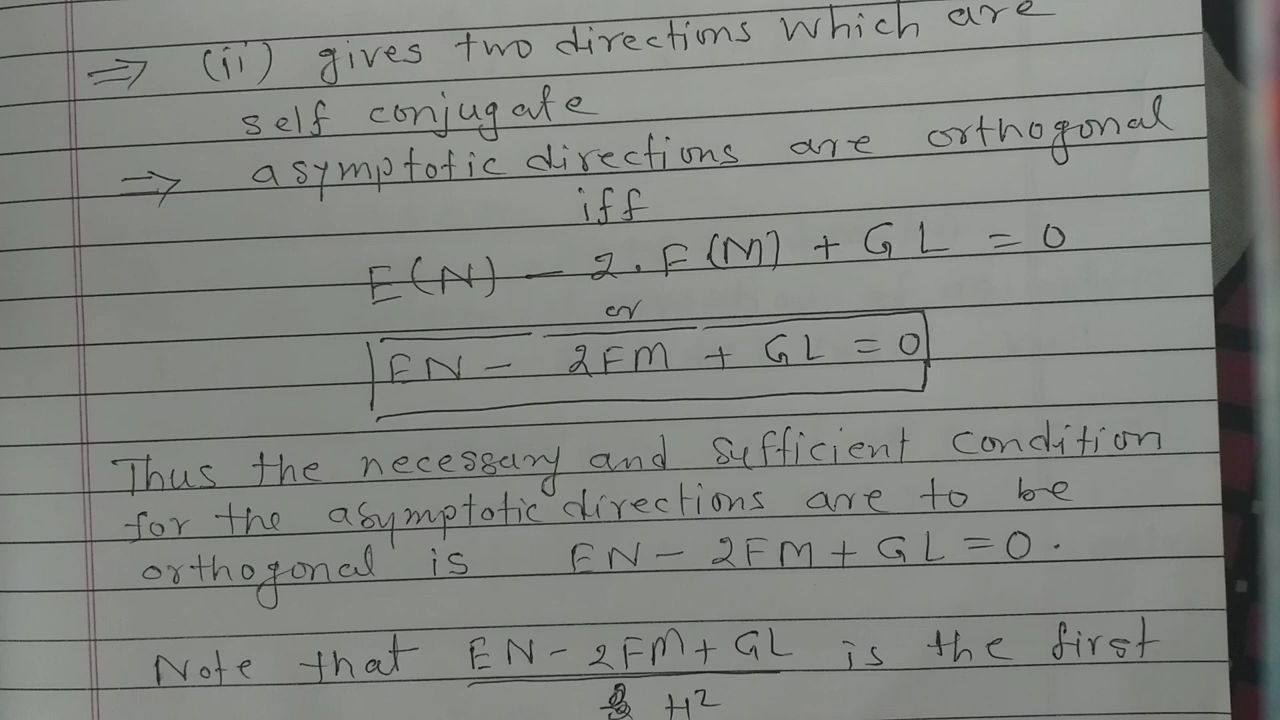 ⇒ (ii) gives two directions which are
self conjugate
⇒ asymptotic directions are orthogonal
iff
E(N) - 2. F(M) + GL = 0
or
EN - 2FM + GL = 0
Thus the necessary and sufficient condition
for the asymptotic directions are to be
orthogonal is EN - 2FM + GL = 0.
Note that EN - 2FM + GL is the first
H²